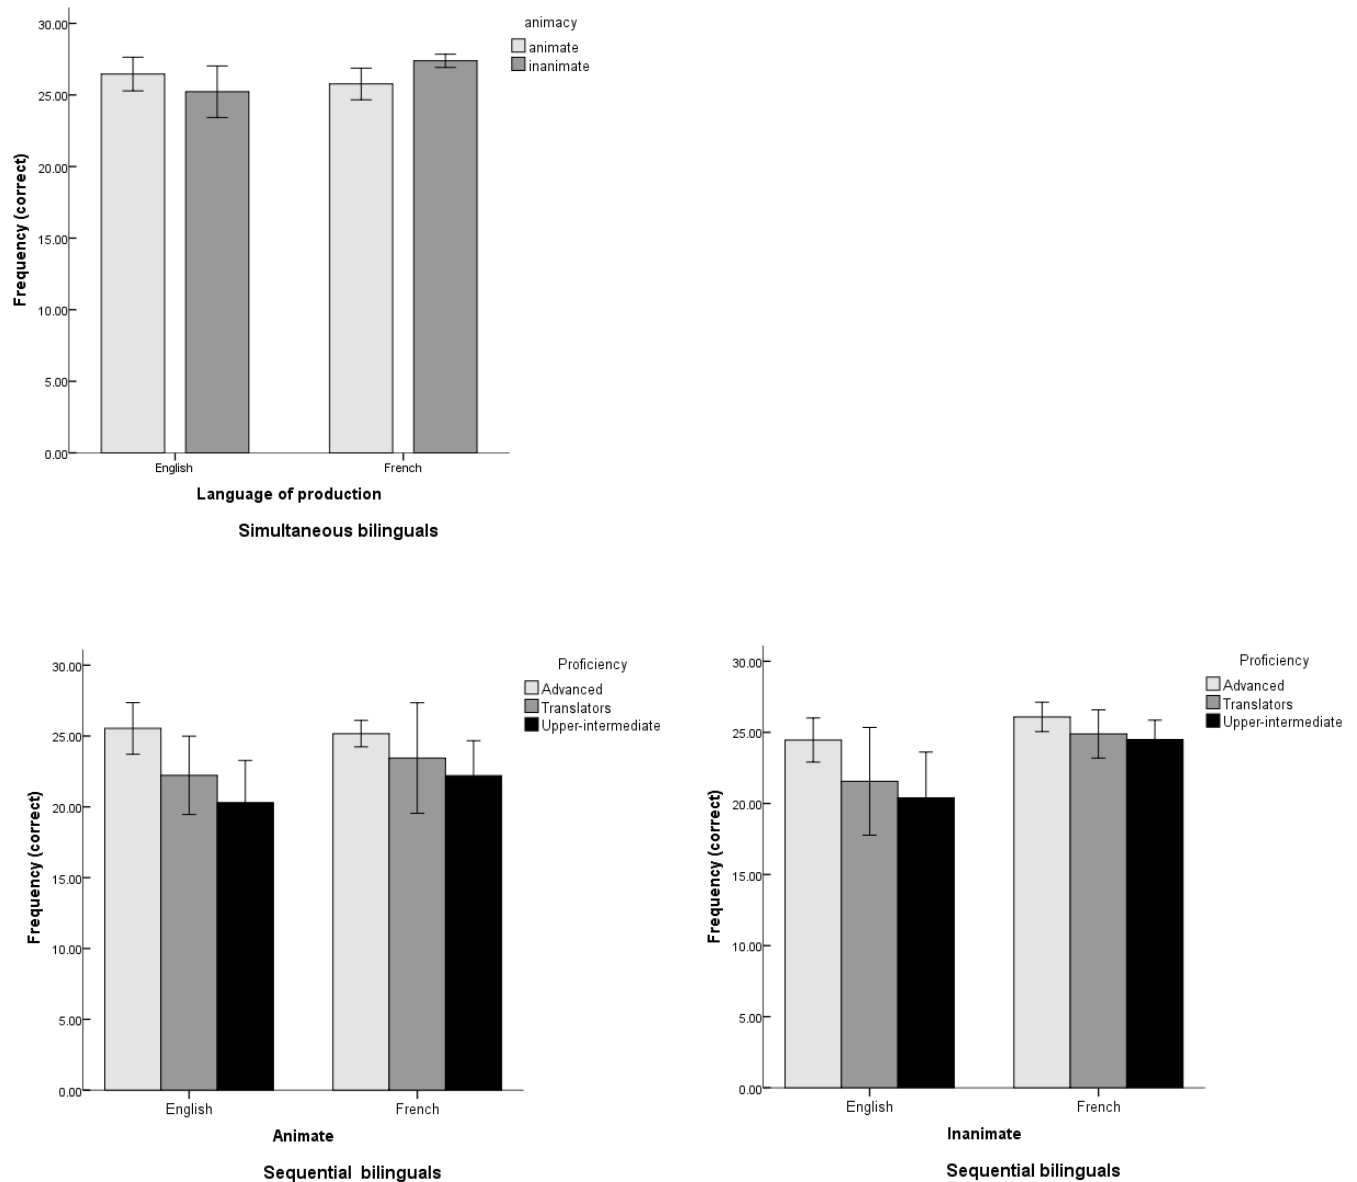 30.00
25.00
20.00
15.00
10.00
5.00
0.00
Frequency (correct)
English French
Language of production
Simultaneous bilinguals
animacy
animate
inanimate
30.00
25.00
20.00
15.00
10.00
5.00
0.00
Frequency (correct)
English French
Animate
Sequential bilinguals
Proficiency
Advanced
Translators
Upper-intermediate
30.00
25.00
20.00
15.00
10.00
5.00
0.00
Frequency (correct)
English French
Inanimate
Sequential bilinguals
Proficiency
Advanced
Translators
Upper-intermediate